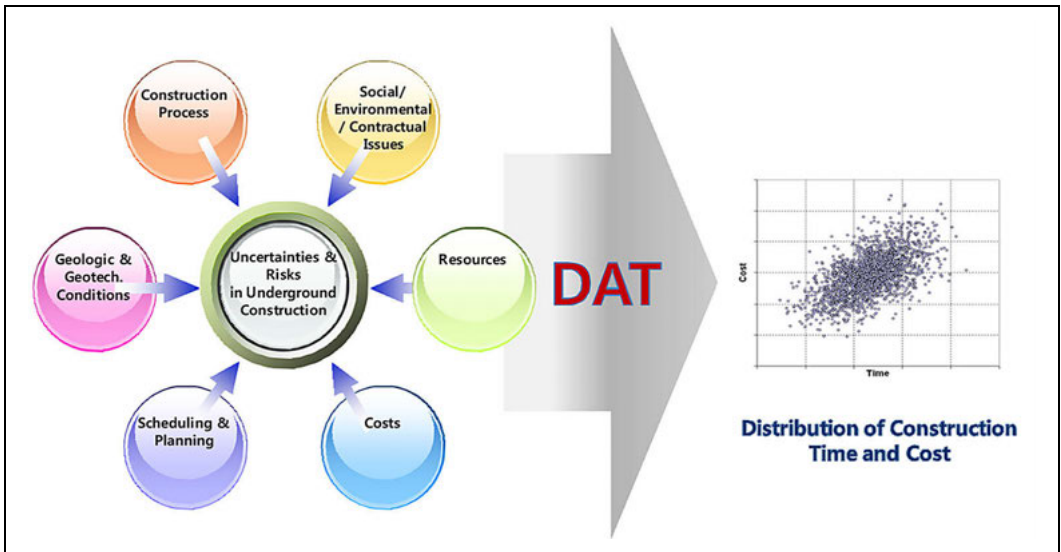 Construction
Process
Social/
Environmental
/ Contractual
Issues
Geologic &
Geotech.
Conditions
Uncertainties &
Risks
in Underground
Construction
Resources
Scheduling &
Planning
Costs
DAT
Cost
Time
Distribution of Construction
Time and Cost